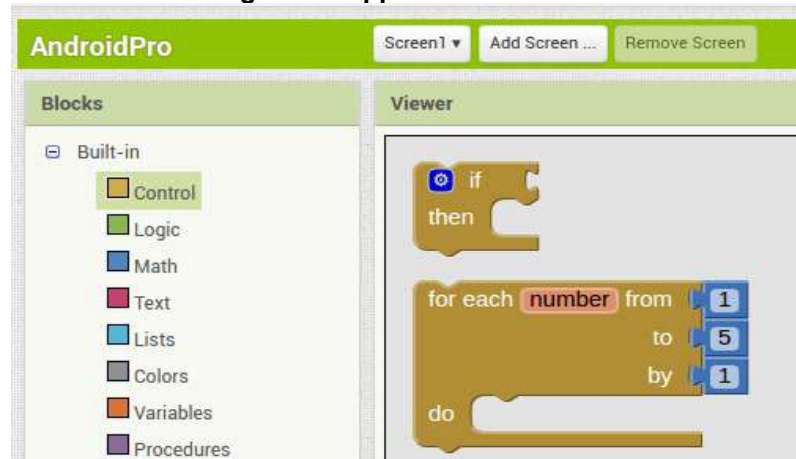 AndroidPro
Screen1 ▾ Add Screen ... Remove Screen
Blocks
Built-in
Control
Logic
Math
Text
Lists
Colors
Variables
Procedures
Viewer
if
then
for each number from 1
to 5
by 1
do